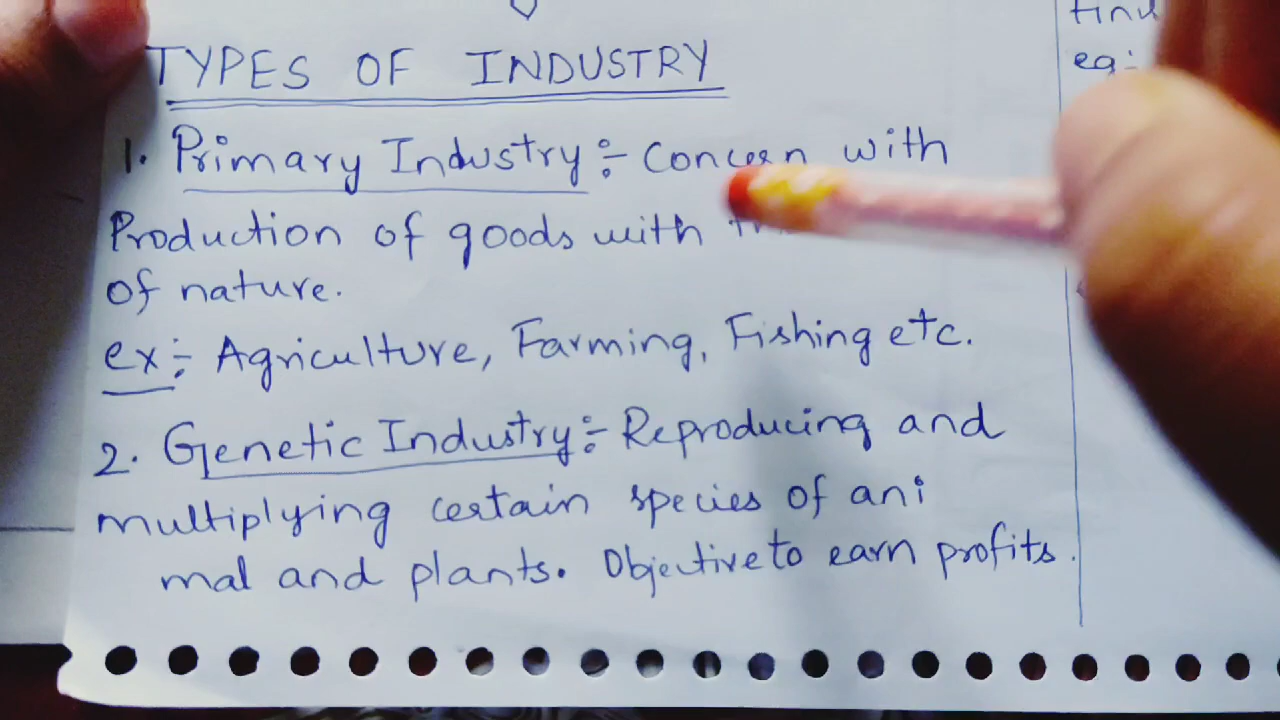 TYPES OF INDUSTRY
1. Primary Industry :- Concern with
Production of goods with
of nature.
ex :- Agriculture, Farming, Fishing etc.
2. Genetic Industry :- Reproducing and
multiplying certain species of ani
mal and plants. Objective to earn profits.
find
eg:-